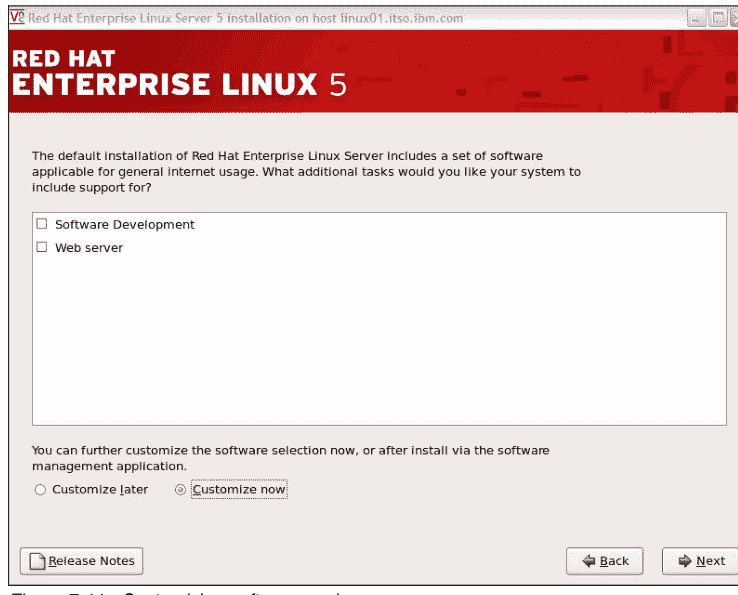 Red Hat Enterprise Linux Server 5 installation on host linux01.itso.ibm.com
RED HAT
ENTERPRISE LINUX 5
The default installation of Red Hat Enterprise Linux Server includes a set of software
applicable for general internet usage. What additional tasks would you like your system to
include support for?
Software Development
Web server
You can further customize the software selection now, or after install via the software
management application.
Customize later
Customize now
Release Notes
Back
Next